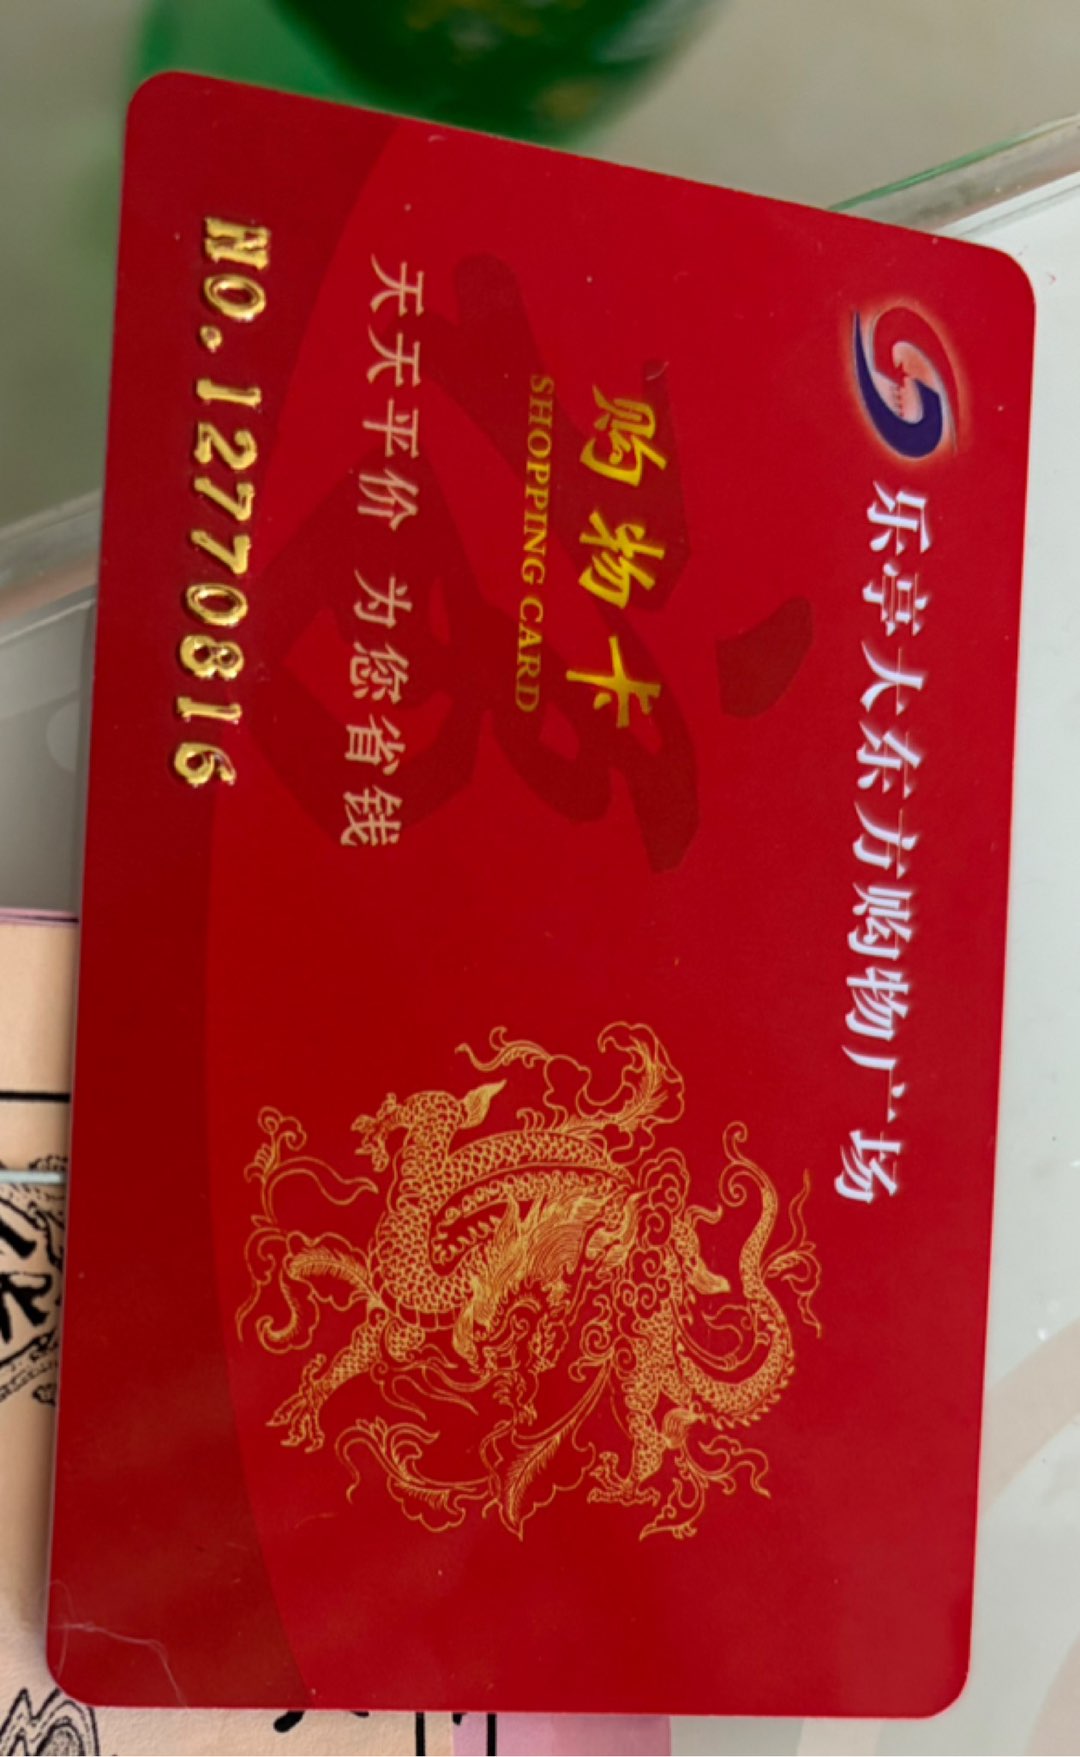 乐亭大东方购物广场
购物卡
SHOPPING CARD
天天平价 为您省钱
NO.12770816